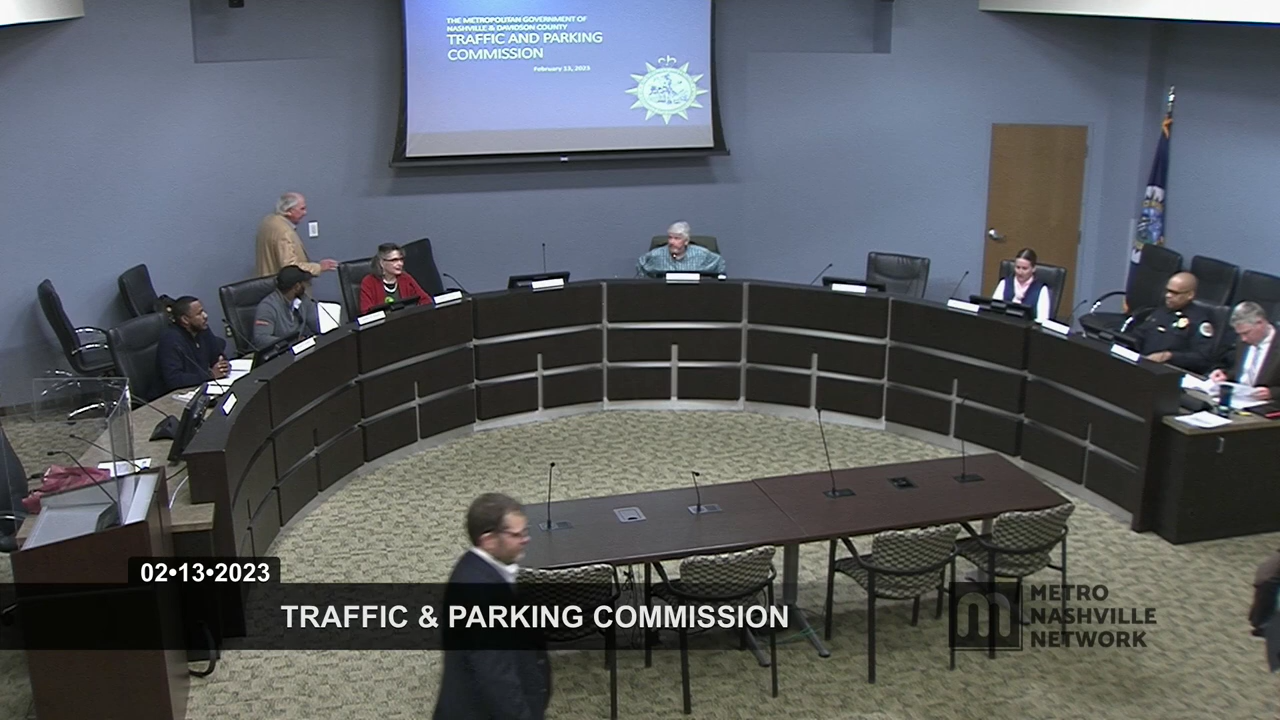 THE METROPOLITAN GOVERNMENT OF
NASHVILLE & DAVIDSON COUNTY
TRAFFIC AND PARKING
COMMISSION
February 13, 2023
02•13•2023
TRAFFIC & PARKING COMMISSION
m
METRO
NASHVILLE
NETWORK